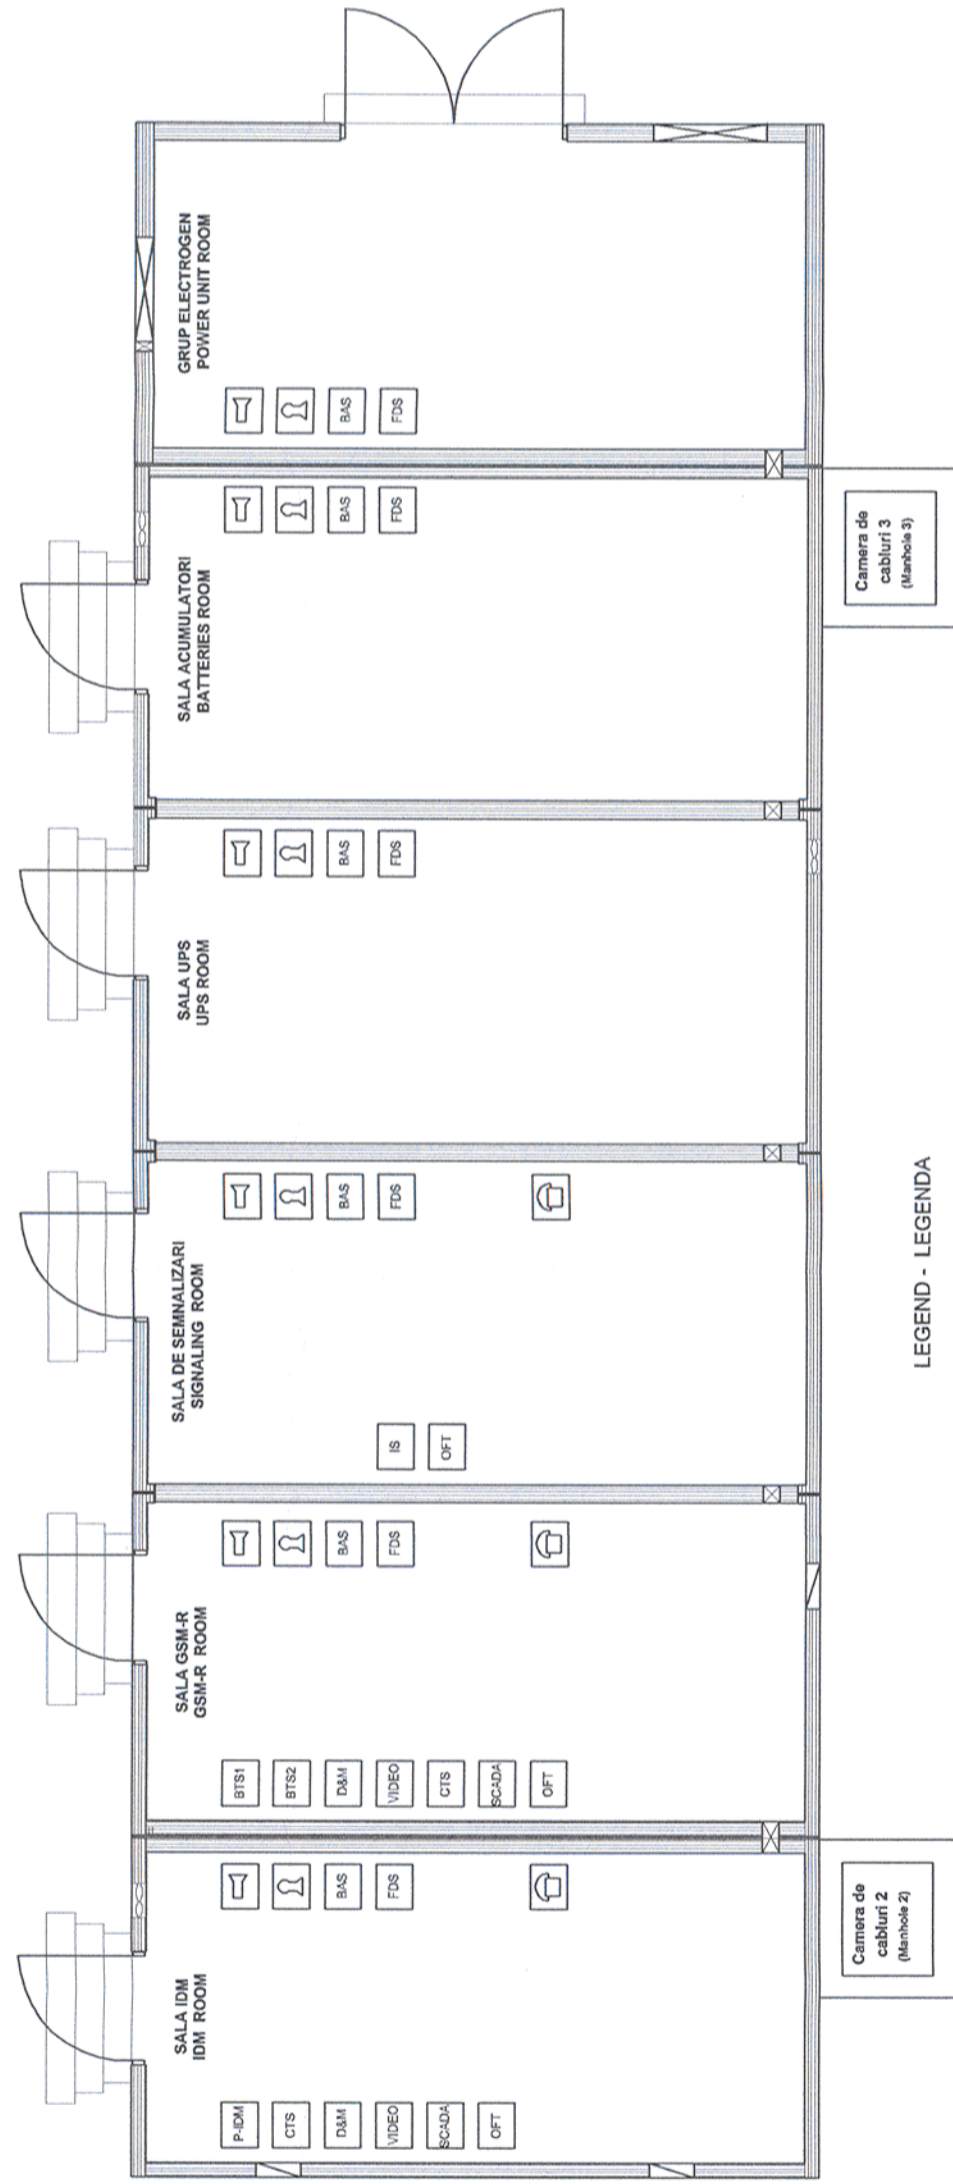 SALA IDM
IDM ROOM
P-IDM
CTS
D&M
VIDEO
SCADA
OFT
BAS
FDS
SALA GSM-R
GSM-R ROOM
BTS1
BTS2
D&M
VIDEO
CTS
SCADA
OFT
BAS
FDS
SALA DE SEMNALIZARI
SIGNALING ROOM
IS
OFT
BAS
FDS
SALA UPS
UPS ROOM
BAS
FDS
SALA ACUMULATORI
BATTERIES ROOM
BAS
FDS
GRUP ELECTROGEN
POWER UNIT ROOM
BAS
FDS
Camera de
cabluri 2
(Manhole 2)
Camera de
cabluri 3
(Manhole 3)
LEGEND - LEGENDA